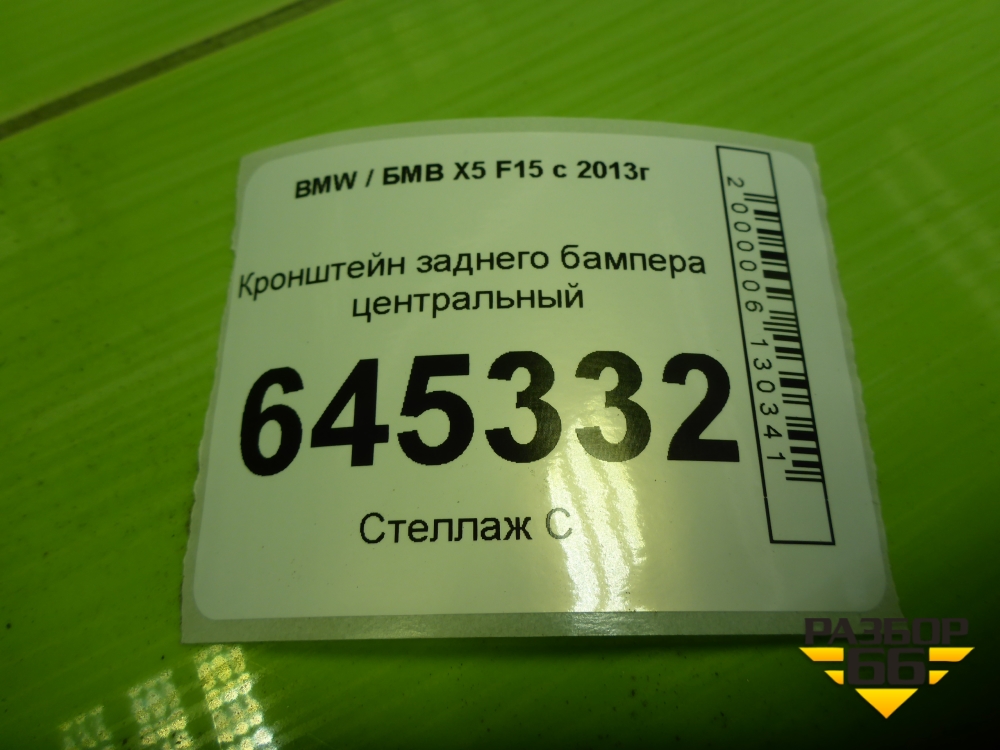 BMW / БМВ X5 F15 с 2013г
Кронштейн заднего бампера
центральный
645332
Стеллаж С
2000006130341
РАЗБОР
66